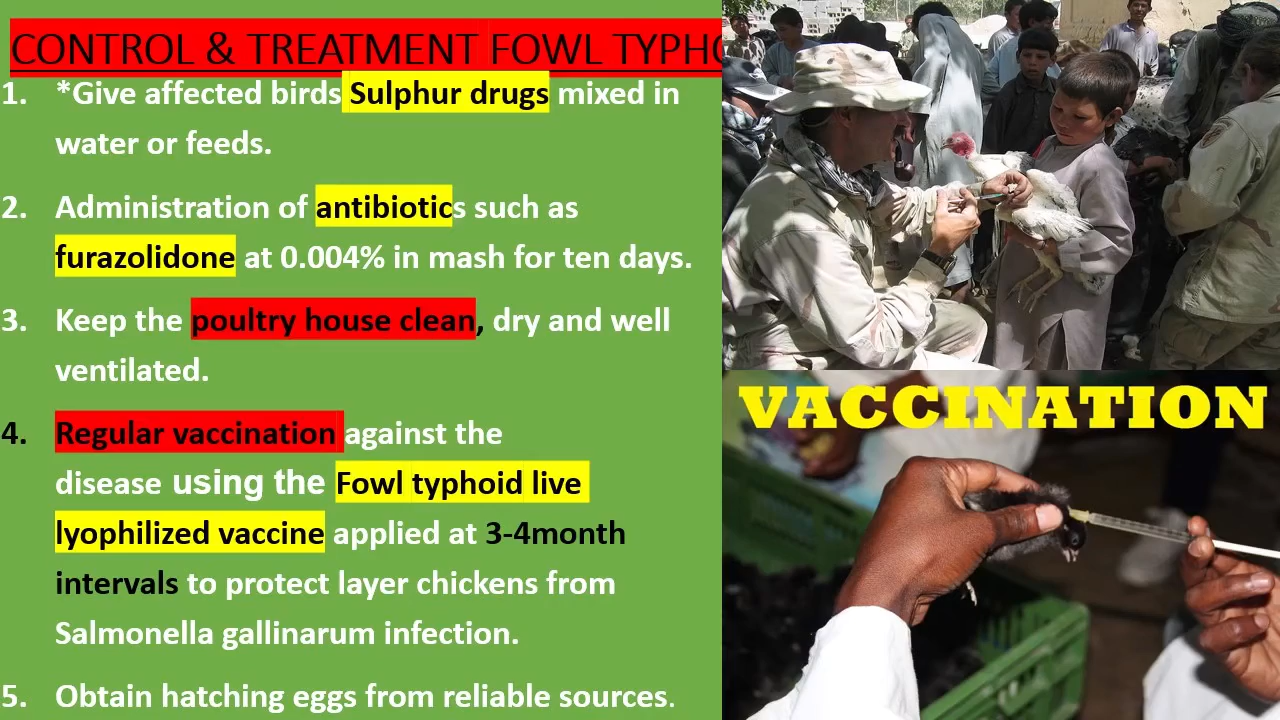 CONTROL & TREATMENT FOWL TYPHO
1. *Give affected birds Sulphur drugs mixed in
water or feeds.
2. Administration of antibiotics such as
furazolidone at 0.004% in mash for ten days.
3. Keep the poultry house clean, dry and well
ventilated.
4. Regular vaccination against the
disease using the Fowl typhoid live
lyophilized vaccine applied at 3-4month
intervals to protect layer chickens from
Salmonella gallinarum infection.
5. Obtain hatching eggs from reliable sources.
VACCINATION